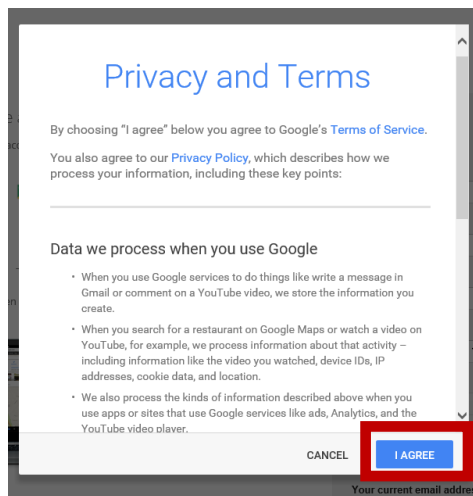 Privacy and Terms
By choosing “I agree” below you agree to Google’s Terms of Service.
You also agree to our Privacy Policy, which describes how we
process your information, including these key points:
Data we process when you use Google
• When you use Google services to do things like write a message in
Gmail or comment on a YouTube video, we store the information you
create.
• When you search for a restaurant on Google Maps or watch a video on
YouTube, for example, we process information about that activity –
including information like the video you watched, device IDs, IP
addresses, cookie data, and location.
• We also process the kinds of information described above when you
use apps or sites that use Google services like ads, Analytics, and the
YouTube video player.
CANCEL
I AGREE
Your current email addre